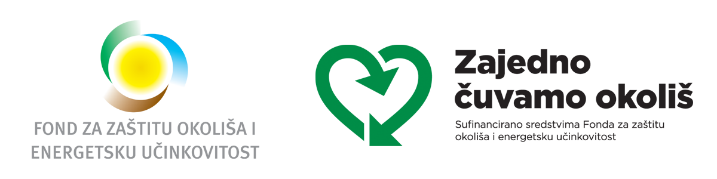 FOND ZA ZAŠTITU OKOLIŠA I
ENERGETSKU UČINKOVITOST
Zajedno
čuvamo okoliš
Sufinancirano sredstvima Fonda za zaštitu
okoliša i energetsku učinkovitost